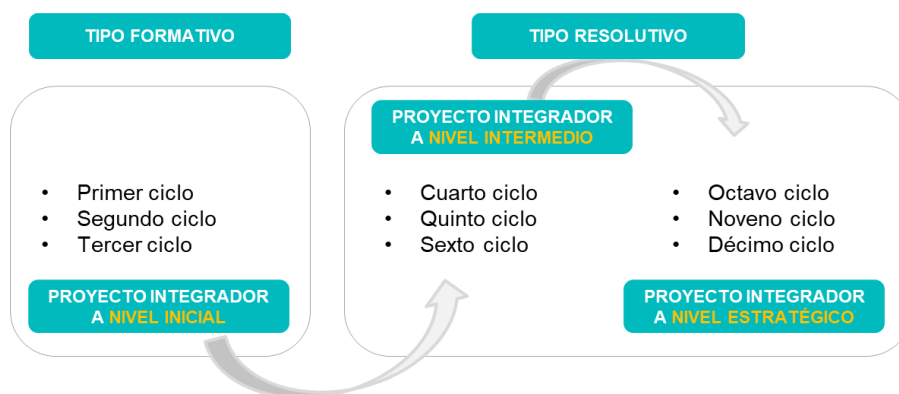 TIPO FORMATIVO
TIPO RESOLUTIVO
• Primer ciclo
• Segundo ciclo
• Tercer ciclo
PROYECTO INTEGRADOR
A NIVEL INICIAL
PROYECTO INTEGRADOR
A NIVEL INTERMEDIO
• Cuarto ciclo
• Quinto ciclo
• Sexto ciclo
• Octavo ciclo
• Noveno ciclo
• Décimo ciclo
PROYECTO INTEGRADOR
A NIVEL ESTRATÉGICO